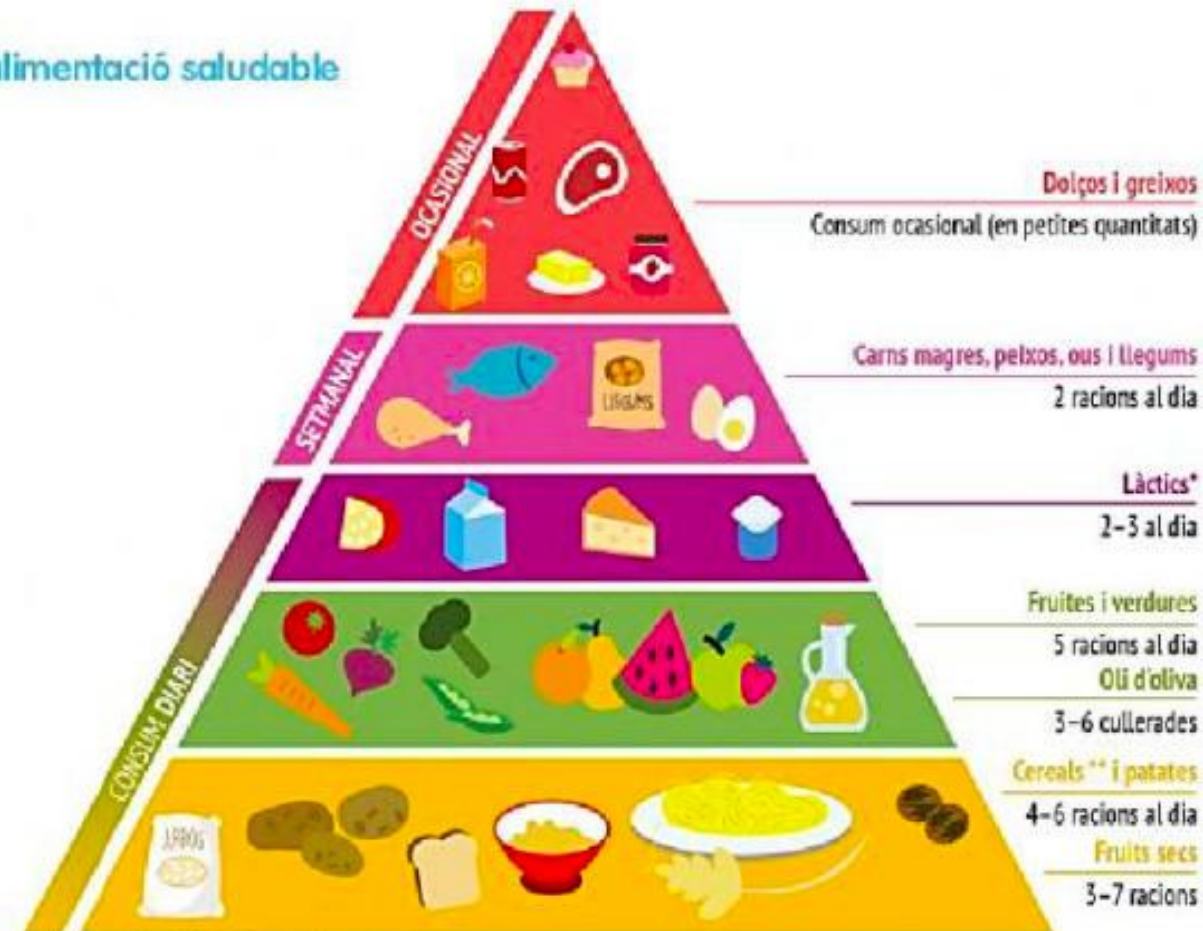 alimentació saludable
OCASIONAL
Dolços i greixos
Consum ocasional (en petites quantitats)
SETMANAL
LLEGUMS
Carns magres, peixos, ous i llegums
2 racions al dia
Làctics*
2-3 al dia
CONSUM DIARI
Fruites i verdures
5 racions al dia
Oli d'oliva
3-6 cullerades
ARRÒS
Cereals ** i patates
4-6 racions al dia
Fruits secs
3-7 racions